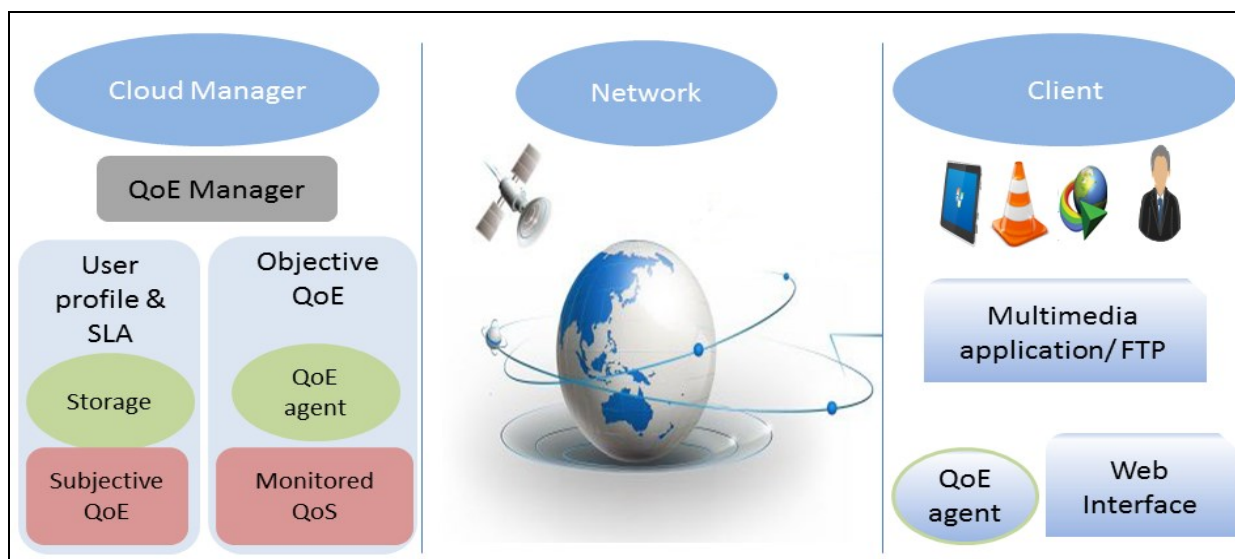 Cloud Manager
QoE Manager
User
profile &
SLA
Storage
Subjective
QoE
Objective
QoE
QoE
agent
Monitored
QoS
Network
Client
Multimedia
application/ FTP
QoE
agent
Web
Interface